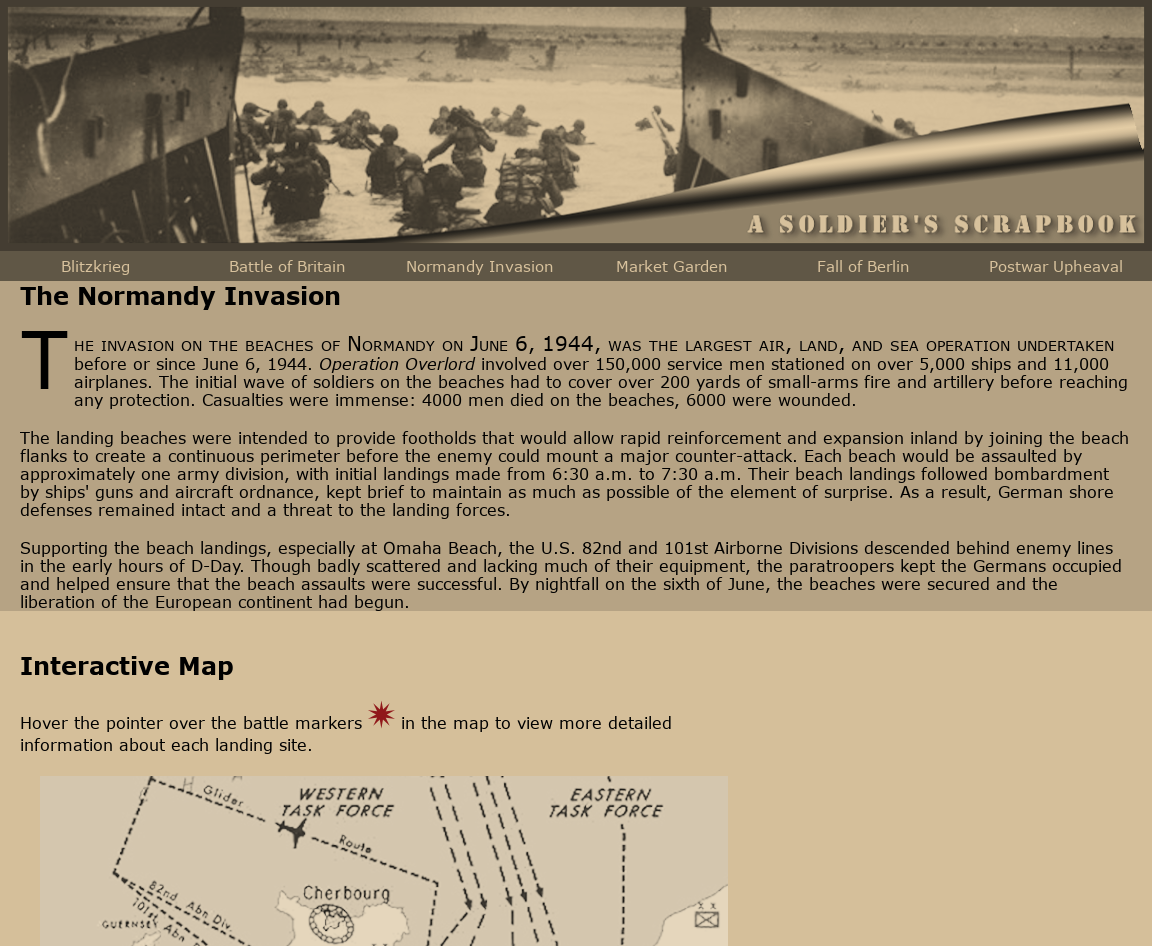 A SOLDIER'S SCRAPBOOK
Blitzkrieg Battle of Britain Normandy Invasion Market Garden Fall of Berlin Postwar Upheaval
The Normandy Invasion
The invasion on the beaches of Normandy on June 6, 1944, was the largest air, land, and sea operation undertaken
before or since June 6, 1944. Operation Overlord involved over 150,000 service men stationed on over 5,000 ships and 11,000
airplanes. The initial wave of soldiers on the beaches had to cover over 200 yards of small-arms fire and artillery before reaching
any protection. Casualties were immense: 4000 men died on the beaches, 6000 were wounded.
The landing beaches were intended to provide footholds that would allow rapid reinforcement and expansion inland by joining the beach
flanks to create a continuous perimeter before the enemy could mount a major counter-attack. Each beach would be assaulted by
approximately one army division, with initial landings made from 6:30 a.m. to 7:30 a.m. Their beach landings followed bombardment
by ships' guns and aircraft ordnance, kept brief to maintain as much as possible of the element of surprise. As a result, German shore
defenses remained intact and a threat to the landing forces.
Supporting the beach landings, especially at Omaha Beach, the U.S. 82nd and 101st Airborne Divisions descended behind enemy lines
in the early hours of D-Day. Though badly scattered and lacking much of their equipment, the paratroopers kept the Germans occupied
and helped ensure that the beach assaults were successful. By nightfall on the sixth of June, the beaches were secured and the
liberation of the European continent had begun.
Interactive Map
Hover the pointer over the battle markers in the map to view more detailed
information about each landing site.
Glider
WESTERN
TASK FORCE
EASTERN
TASK FORCE
Route
Cherbourg
82nd Abn Div.
101st Abn D
GUERNSEY